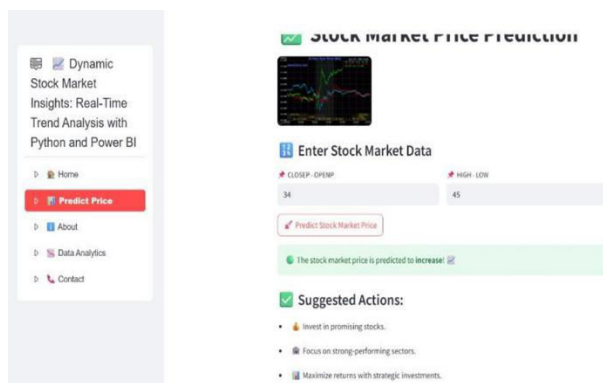 Dynamic
Stock Market
Insights: Real-Time
Trend Analysis with
Python and Power BI
Home
Predict Price
About
Data Analytics
Contact
Stock Market Price Prediction
Enter Stock Market Data
CLOSEP - OPENP
HIGH - LOW
34
45
Predict Stock Market Price
The stock market price is predicted to increase!
Suggested Actions:
Invest in promising stocks.
Focus on strong-performing sectors.
Maximize returns with strategic investments.